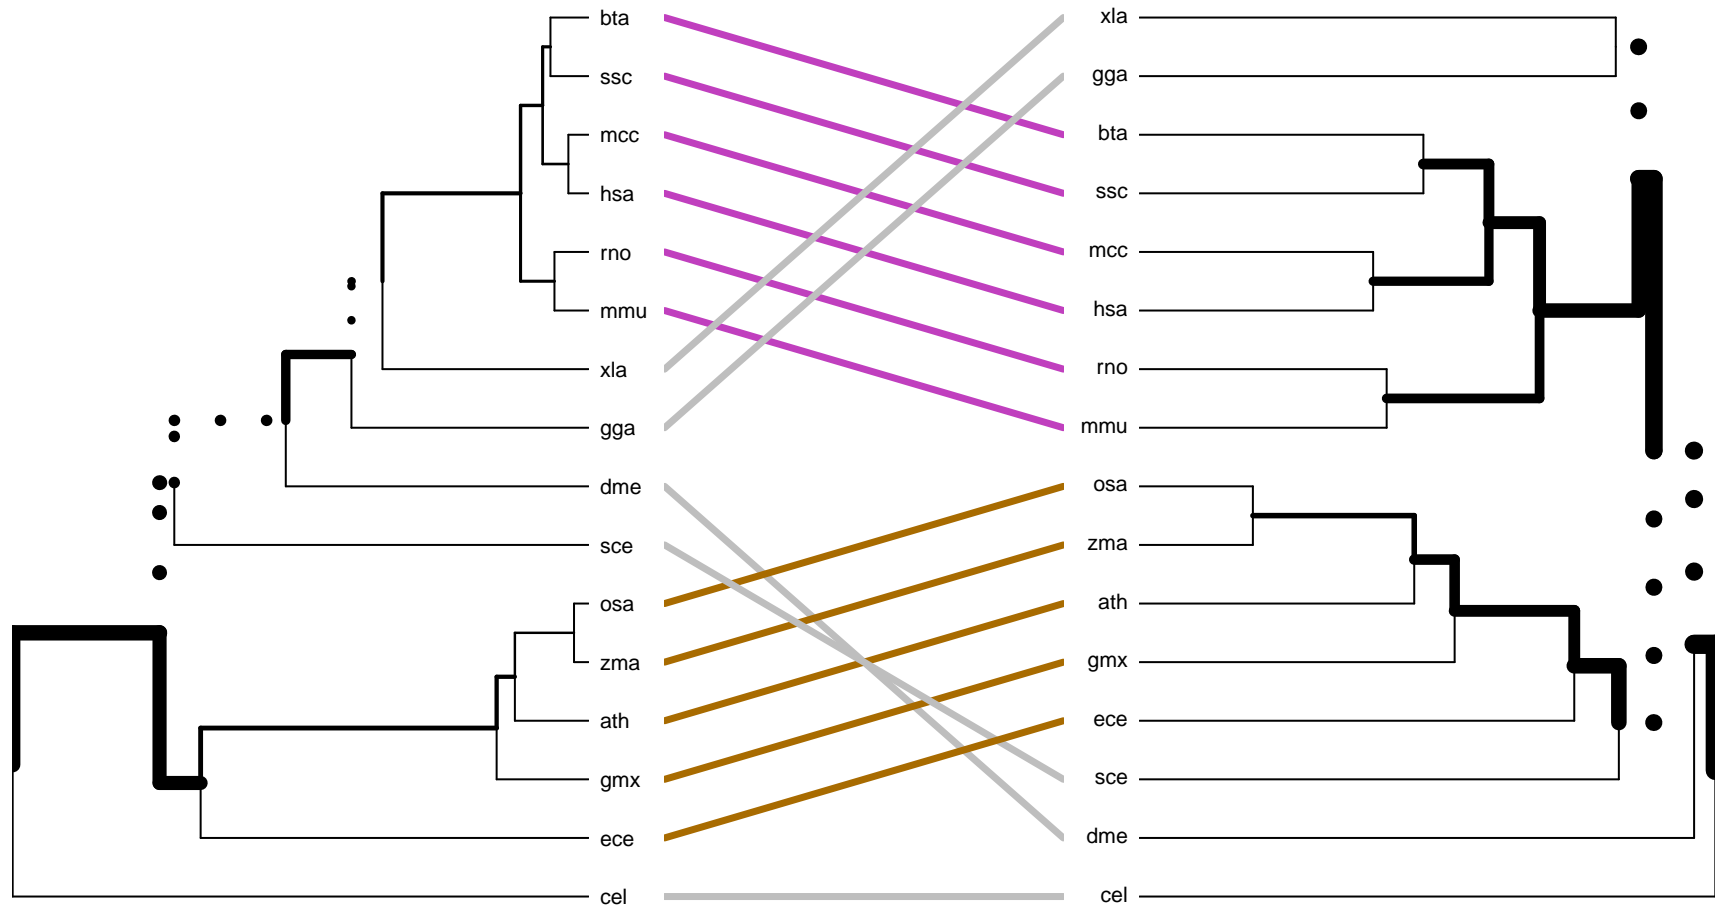 bta
ssc
mcc
hsa
rno
mmu
xla
gga
dme
sce
osa
zma
ath
gmx
ece
cel
xla
gga
bta
ssc
mcc
hsa
rno
mmu
osa
zma
ath
gmx
ece
sce
dme
cel